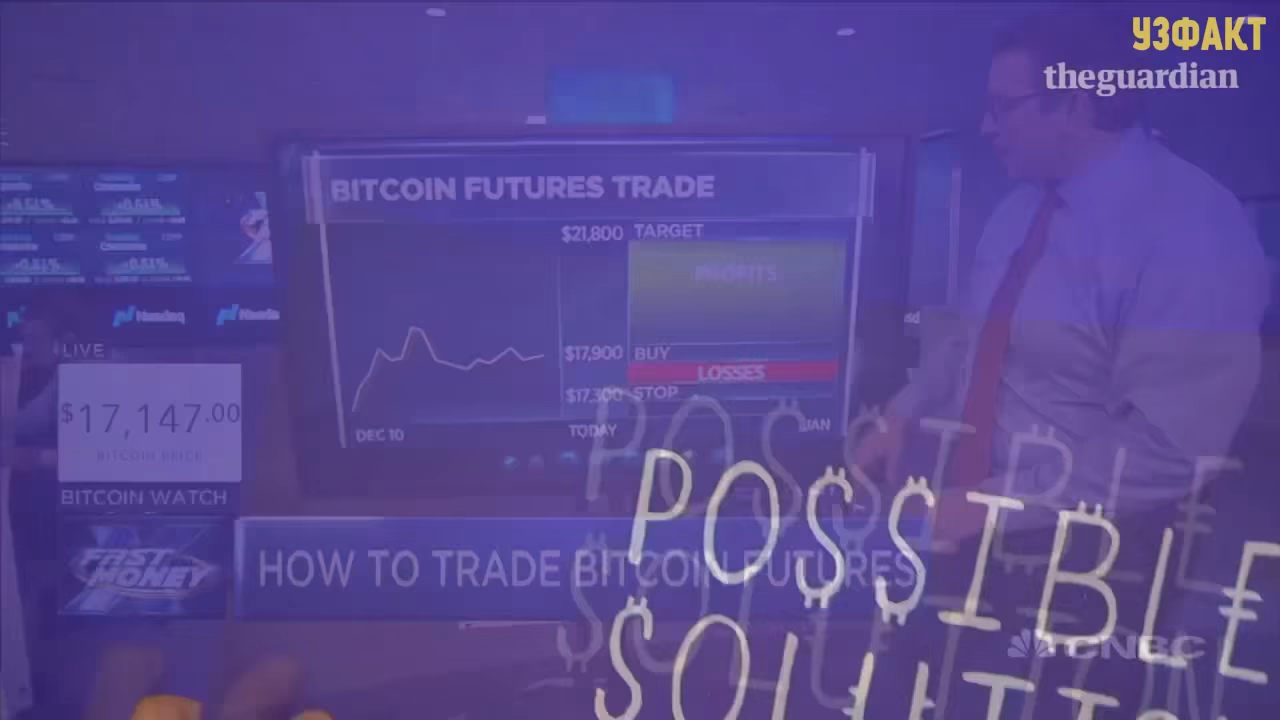 УЗФАКТ
theguardian
BITCOIN FUTURES TRADE
$21,800 TARGET
PROFITS
Nasdaq
LIVE
$17,900 BUY
LOSSES
$17,300 STOP
$17,147.00
BITCOIN PRICE
DEC 10
TODAY
JAN
BITCOIN WATCH
FAST
MONEY
HOW TO TRADE BITCOIN FUTURES
PO$$IBLE
CNBC